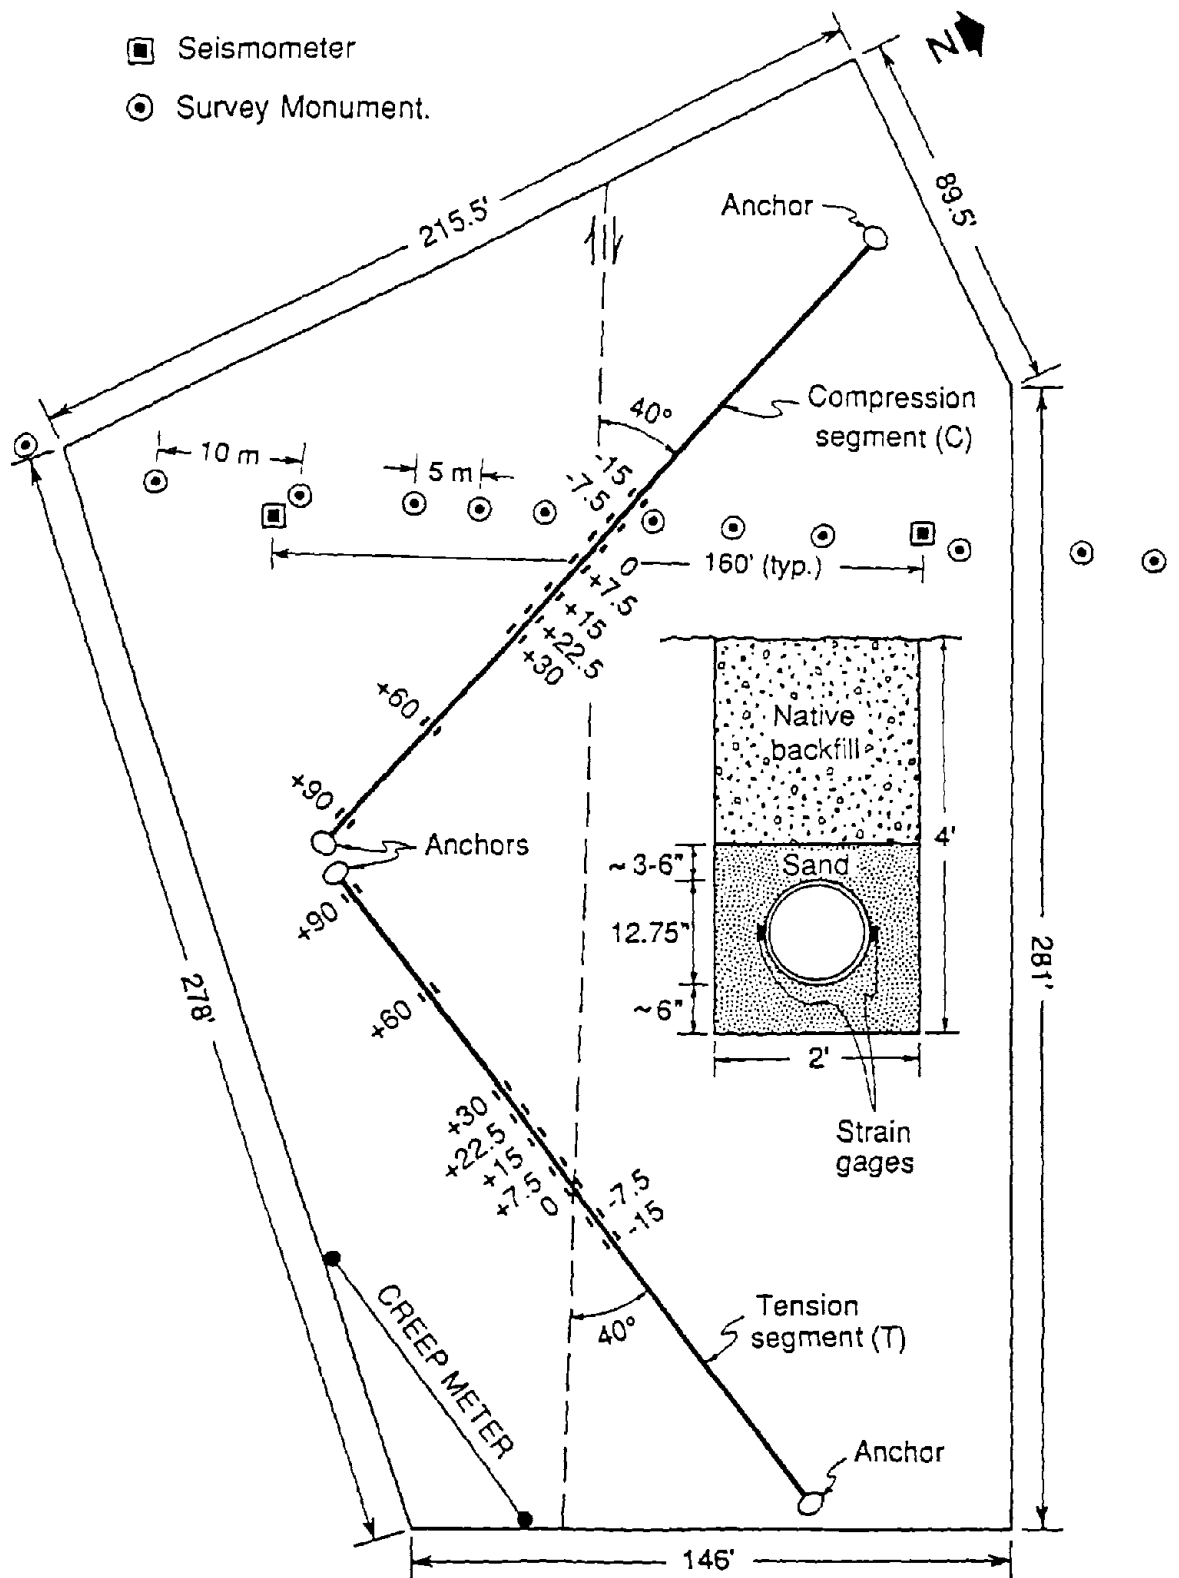 Seismometer
Survey Monument.
N
215.5'
89.5'
Anchor
40°
Compression
segment (C)
10 m
5 m
-15
-7.5
0
160' (typ.)
+7.5
+15
+22.5
+30
+60
+90
Anchors
Native
backfill
4'
~ 3-6"
Sand
12.75"
~ 6"
2'
Strain
gages
281'
278'
+90
+60
+30
+22.5
+15
+7.5
0
-7.5
-15
CREEP METER
40°
Tension
segment (T)
Anchor
146'